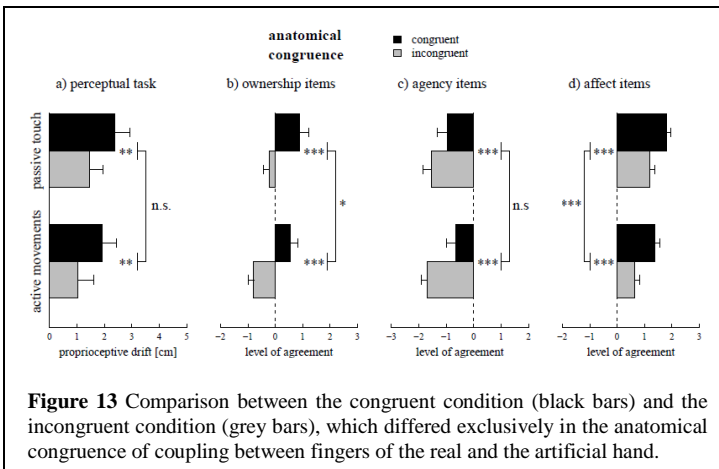 anatomical
congruence
congruent
incongruent
a) perceptual task
b) ownership items
c) agency items
d) affect items
passive touch
active movements
**
n.s.
**
***
*
***
***
n.s
***
***
***
***
0 1 2 3 4 5
−2 −1 0 1 2 3
−3 −2 −1 0 1 2 3
−2 −1 0 1 2 3
proprioceptive drift [cm]
level of agreement
level of agreement
level of agreement
Figure 13 Comparison between the congruent condition (black bars) and the
incongruent condition (grey bars), which differed exclusively in the anatomical
congruence of coupling between fingers of the real and the artificial hand.